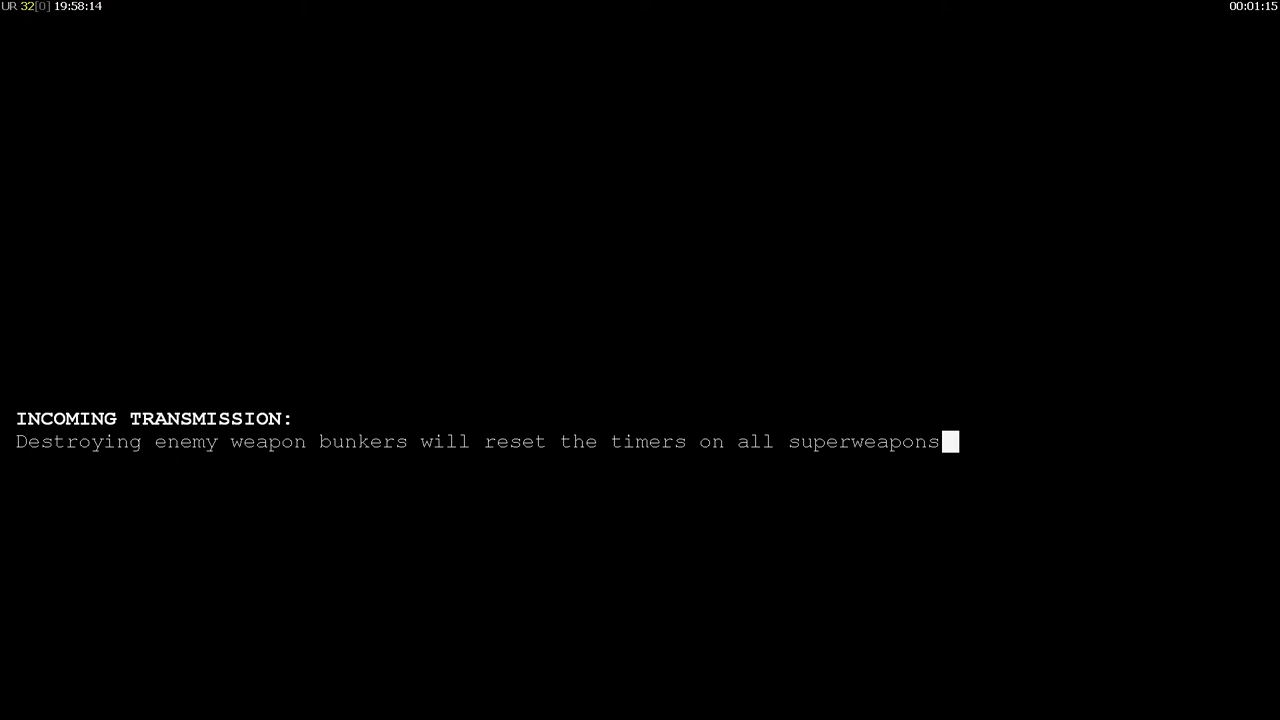 UR 32[0] 19:58:14
00:01:15
INCOMING TRANSMISSION:
Destroying enemy weapon bunkers will reset the timers on all superweapons